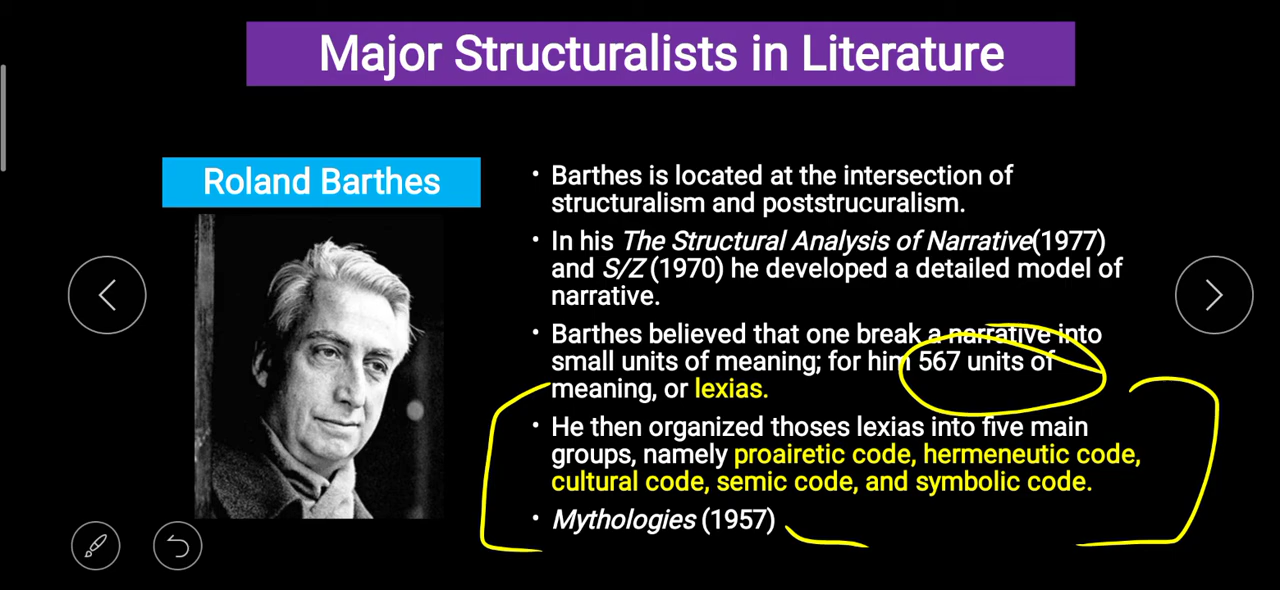 Major Structuralists in Literature
Roland Barthes
• Barthes is located at the intersection of
structuralism and poststrucuralism.
• In his The Structural Analysis of Narrative(1977)
and S/Z (1970) he developed a detailed model of
narrative.
• Barthes believed that one break a narrative into
small units of meaning; for him 567 units of
meaning, or lexias.
• He then organized thoses lexias into five main
groups, namely proairetic code, hermeneutic code,
cultural code, semic code, and symbolic code.
• Mythologies (1957)